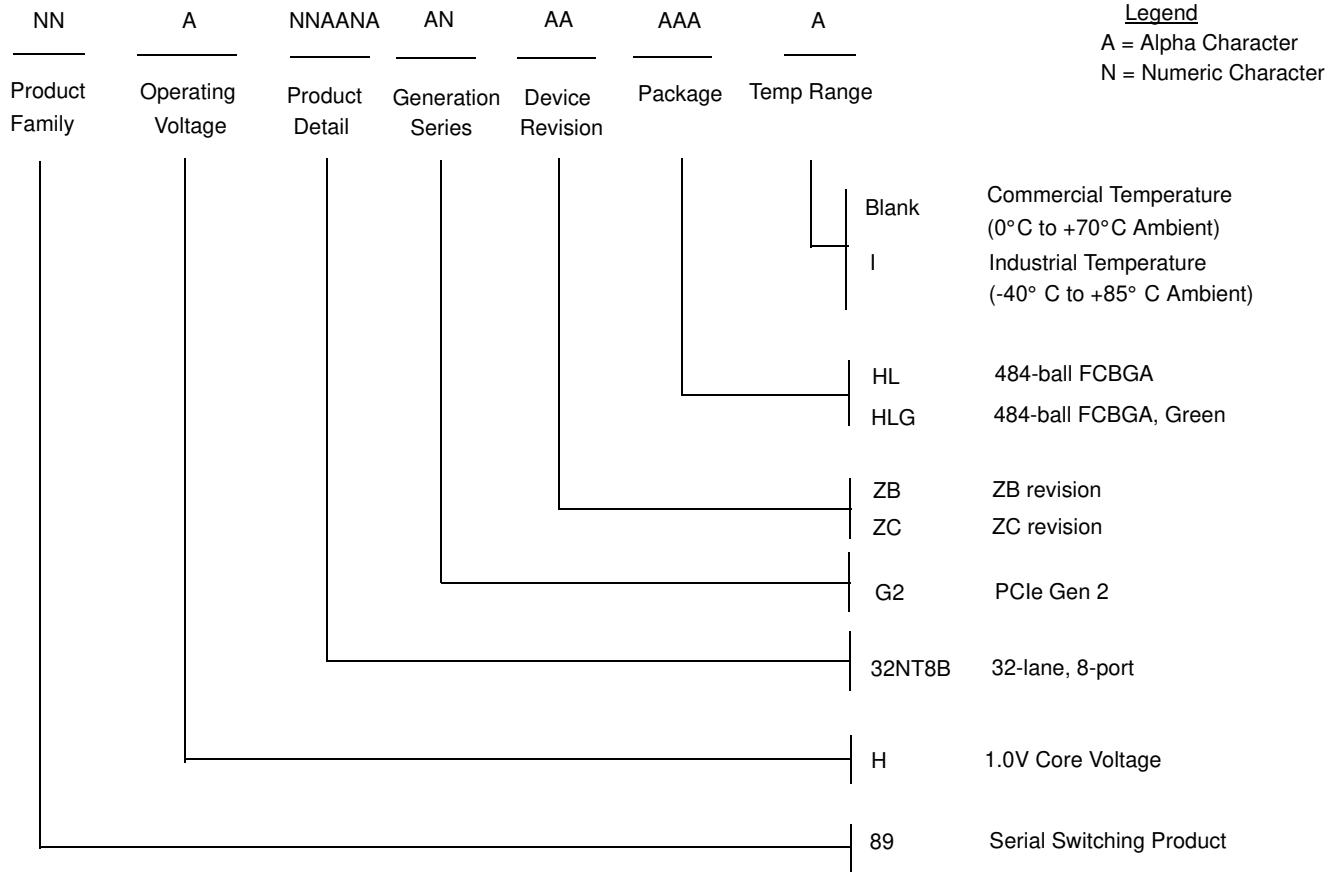 NN A NNAANA AN AA AAA A
Legend
A = Alpha Character
N = Numeric Character
Product Family
Operating Voltage
Product Detail
Generation Series
Device Revision
Package
Temp Range
Blank Commercial Temperature
(0°C to +70°C Ambient)
I Industrial Temperature
(-40° C to +85° C Ambient)
HL 484-ball FCBGA
HLG 484-ball FCBGA, Green
ZB ZB revision
ZC ZC revision
G2 PCIe Gen 2
32NT8B 32-lane, 8-port
H 1.0V Core Voltage
89 Serial Switching Product